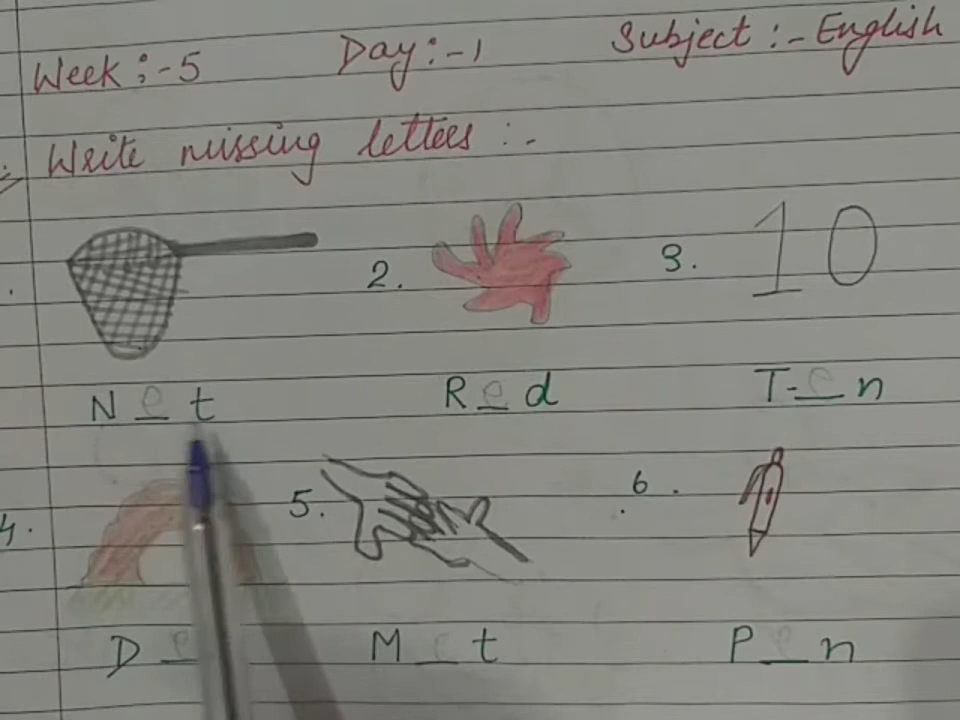 Week :- 5 Day :- 1 Subject :- English
Write missing letters :-
2. 3. 10
N e t R e d T- e n
4. 5. 6.
D e M e t P e n